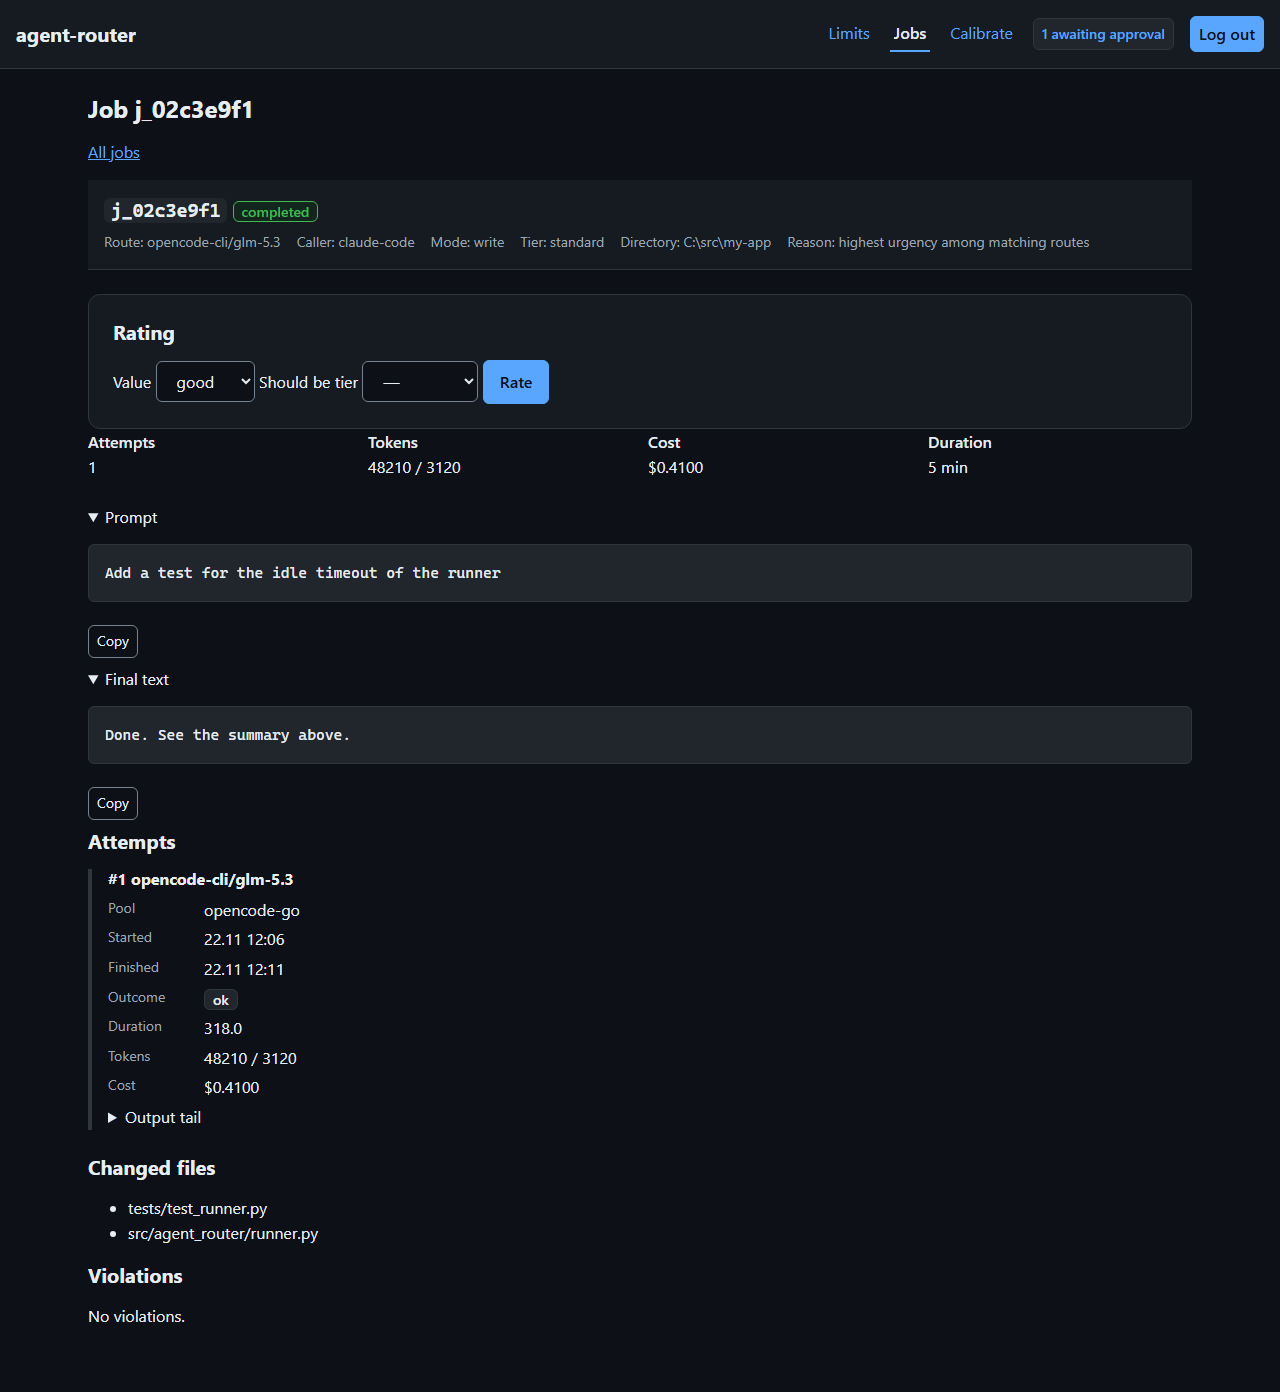 agent-router
Limits Jobs Calibrate 1 awaiting approval Log out
Job j_02c3e9f1
All jobs
j_02c3e9f1 completed
Route: opencode-cli/glm-5.3 Caller: claude-code Mode: write Tier: standard Directory: C:\src\my-app Reason: highest urgency among matching routes
Rating
Value good Should be tier — Rate
Attempts Tokens Cost Duration
1 48210 / 3120 $0.4100 5 min
Prompt
Add a test for the idle timeout of the runner
Copy
Final text
Done. See the summary above.
Copy
Attempts
#1 opencode-cli/glm-5.3
Pool opencode-go
Started 22.11 12:06
Finished 22.11 12:11
Outcome ok
Duration 318.0
Tokens 48210 / 3120
Cost $0.4100
Output tail
Changed files
tests/test_runner.py
src/agent_router/runner.py
Violations
No violations.